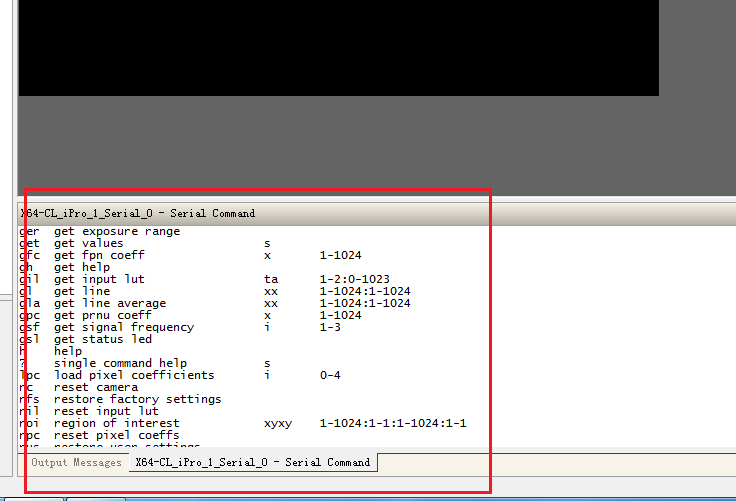 X64-CL_iPro_1_Serial_0 - Serial Command
ger get exposure range
get get values s
gfc get fpn coeff x 1-1024
gh get help
gil get input lut ta 1-2:0-1023
gl get line xx 1-1024:1-1024
gla get line average xx 1-1024:1-1024
gpc get prnu coeff x 1-1024
gsf get signal frequency i 1-3
gsl get status led
h help
? single command help s
lpc load pixel coefficients i 0-4
rc reset camera
rfs restore factory settings
ril reset input lut
roi region of interest xyxy 1-1024:1-1:1-1024:1-1
rpc reset pixel coeffs
rus restore user settings
Output Messages X64-CL_iPro_1_Serial_0 - Serial Command